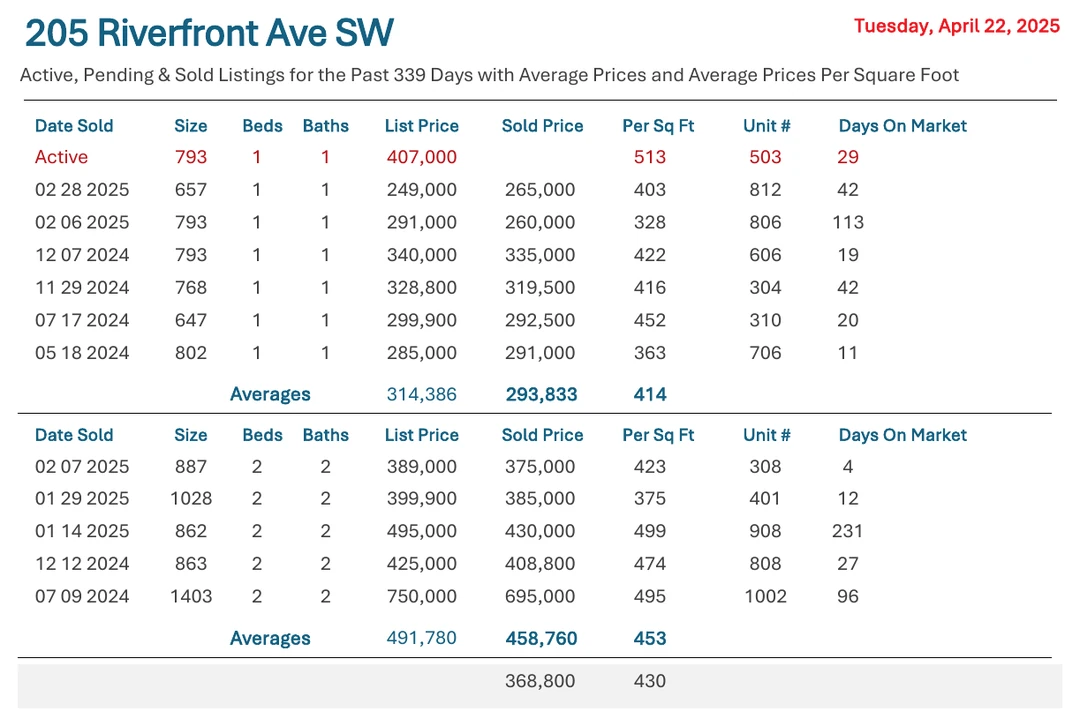 205 Riverfront Ave SW
Tuesday, April 22, 2025
Active, Pending & Sold Listings for the Past 339 Days with Average Prices and Average Prices Per Square Foot
Date Sold Size Beds Baths List Price Sold Price Per Sq Ft Unit # Days On Market
Active 793 1 1 407,000 513 503 29
02 28 2025 657 1 1 249,000 265,000 403 812 42
02 06 2025 793 1 1 291,000 260,000 328 806 113
12 07 2024 793 1 1 340,000 335,000 422 606 19
11 29 2024 768 1 1 328,800 319,500 416 304 42
07 17 2024 647 1 1 299,900 292,500 452 310 20
05 18 2024 802 1 1 285,000 291,000 363 706 11
Averages 314,386 293,833 414
Date Sold Size Beds Baths List Price Sold Price Per Sq Ft Unit # Days On Market
02 07 2025 887 2 2 389,000 375,000 423 308 4
01 29 2025 1028 2 2 399,900 385,000 375 401 12
01 14 2025 862 2 2 495,000 430,000 499 908 231
12 12 2024 863 2 2 425,000 408,800 474 808 27
07 09 2024 1403 2 2 750,000 695,000 495 1002 96
Averages 491,780 458,760 453
368,800 430